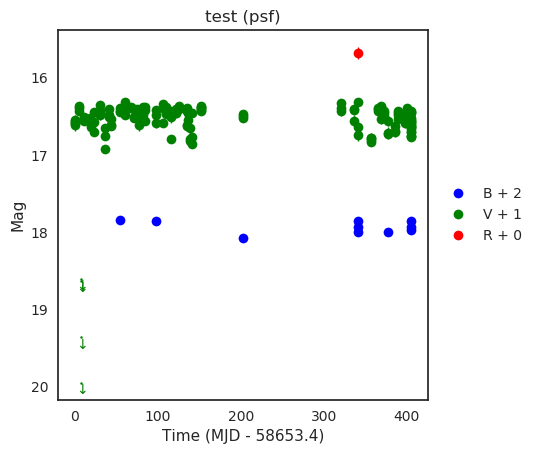 test (psf)
16
17
18
19
20
Mag
0
100
200
300
400
Time (MJD - 58653.4)
B + 2
V + 1
R + 0